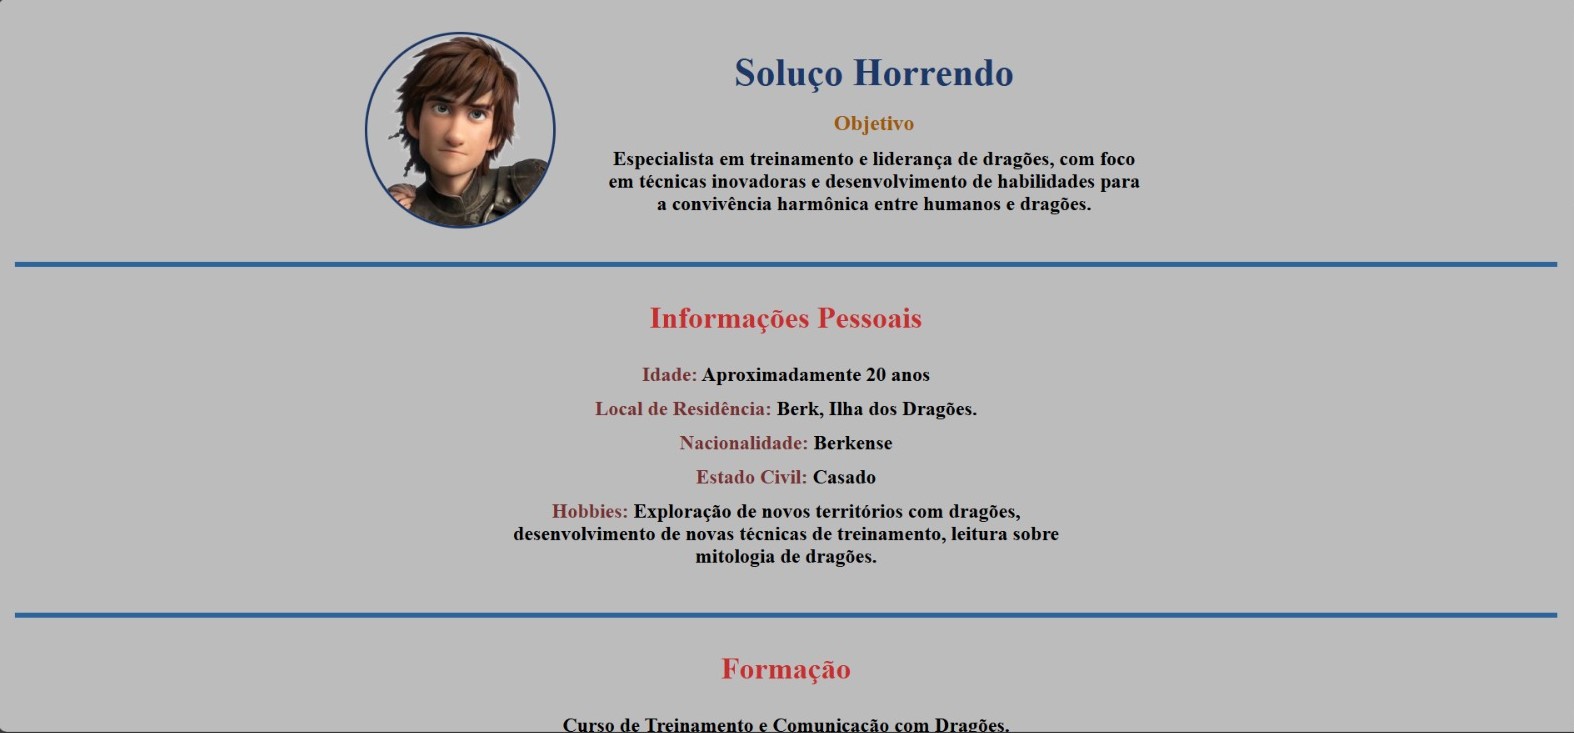 Soluço Horrendo
Objetivo
Especialista em treinamento e liderança de dragões, com foco
em técnicas inovadoras e desenvolvimento de habilidades para
a convivência harmônica entre humanos e dragões.
Informações Pessoais
Idade: Aproximadamente 20 anos
Local de Residência: Berk, Ilha dos Dragões.
Nacionalidade: Berkense
Estado Civil: Casado
Hobbies: Exploração de novos territórios com dragões,
desenvolvimento de novas técnicas de treinamento, leitura sobre
mitologia de dragões.
Formação
Curso de Treinamento e Comunicação com Dragões.